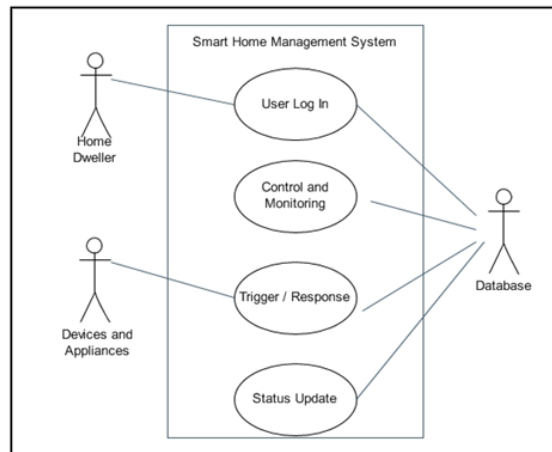 Smart Home Management System
User Log In
Home
Dweller
Control and
Monitoring
Database
Trigger / Response
Devices and
Appliances
Status Update